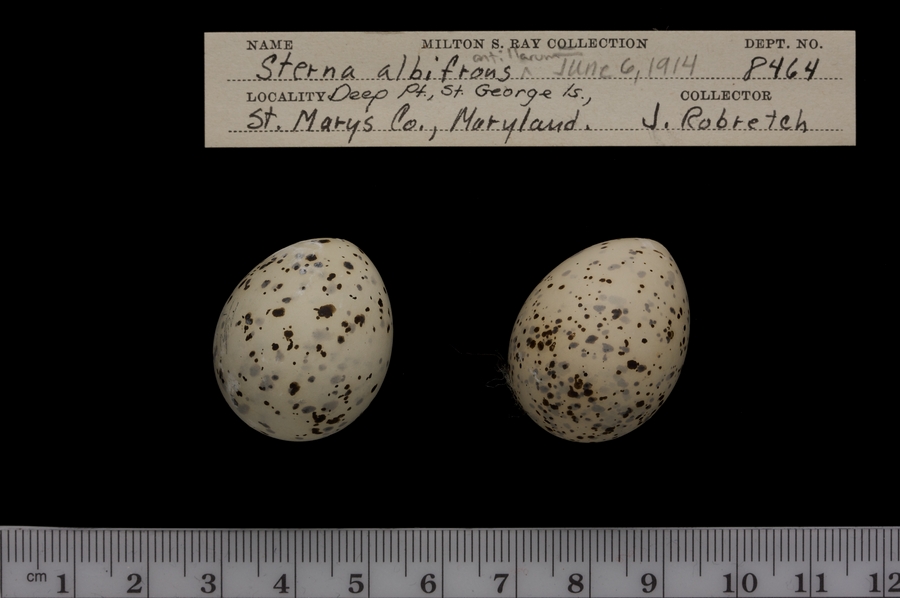 NAME MILTON S. RAY COLLECTION DEPT. NO.
antillarum
Sterna albifrons ^ June 6, 1914 8464
LOCALITY Deep Pt., St. George Is., COLLECTOR
St. Marys Co., Maryland. J. Robretch
cm 1 2 3 4 5 6 7 8 9 10 11 12